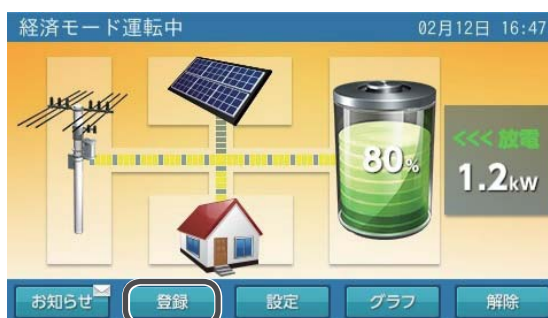 経済モード運転中 02月12日 16:47
80%
<<< 放電
1.2kW
お知らせ 登録 設定 グラフ 解除